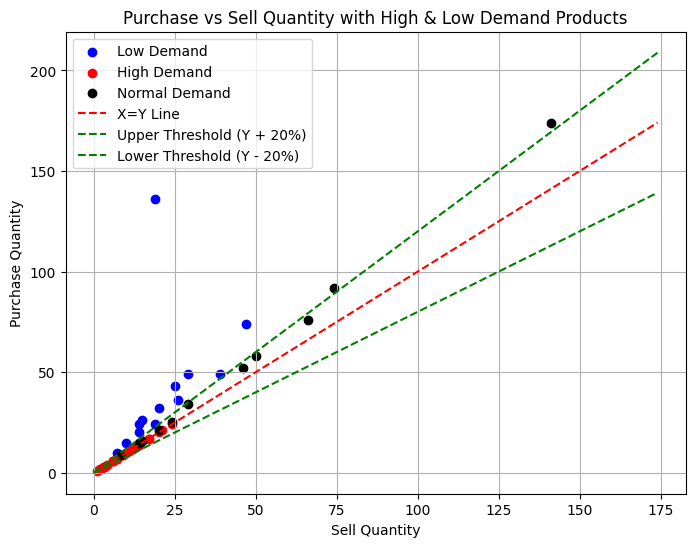 Purchase vs Sell Quantity with High & Low Demand Products
Low Demand
High Demand
Normal Demand
X=Y Line
Upper Threshold (Y + 20%)
Lower Threshold (Y - 20%)
Purchase Quantity
200
150
100
50
0
0 25 50 75 100 125 150 175
Sell Quantity